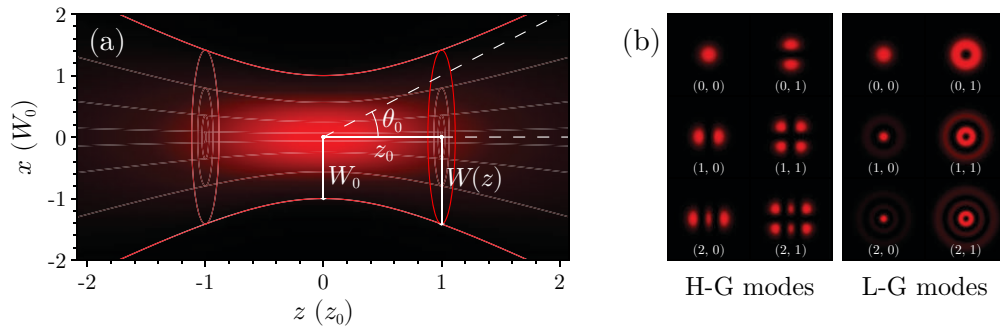 (a)
2
1
0
-1
-2
x (W₀)
θ₀
z₀
W₀
W(z)
-2 -1 0 1 2
z (z₀)
(b)
(0, 0) (0, 1) (0, 0) (0, 1)
(1, 0) (1, 1) (1, 0) (1, 1)
(2, 0) (2, 1) (2, 0) (2, 1)
H-G modes L-G modes